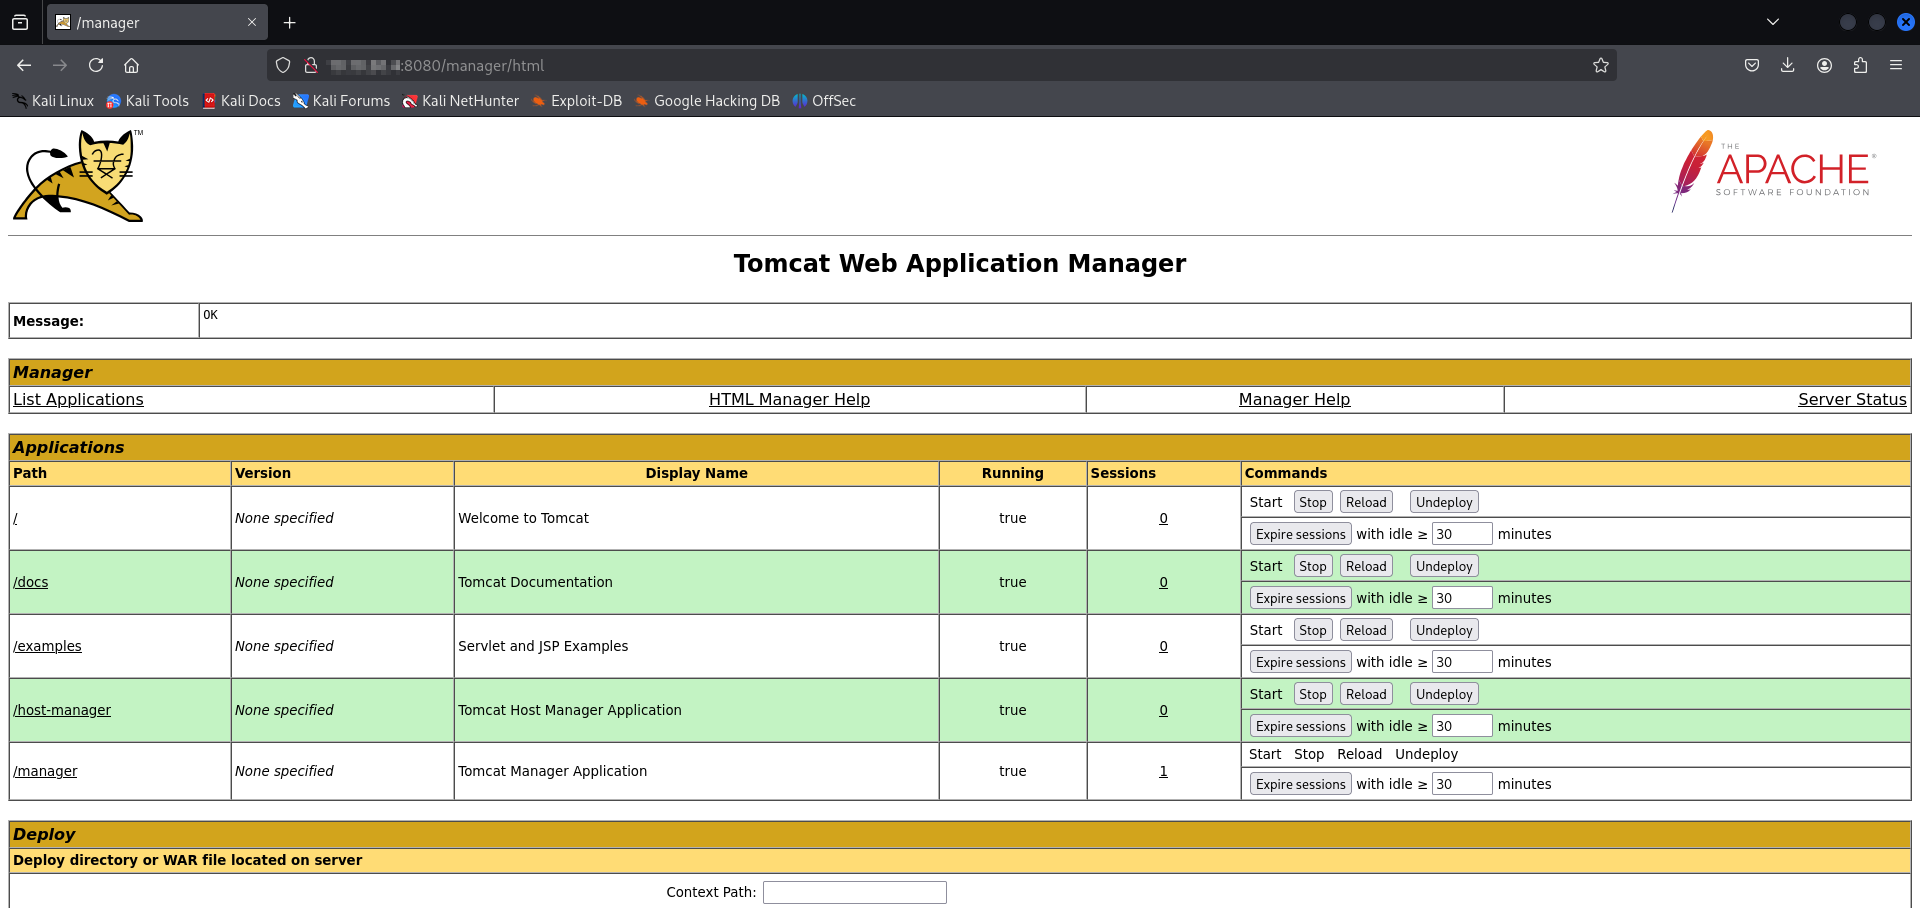 /manager
:8080/manager/html
Kali Linux Kali Tools Kali Docs Kali Forums Kali NetHunter Exploit-DB Google Hacking DB OffSec
TM
THE
APACHE®
SOFTWARE FOUNDATION
Tomcat Web Application Manager
Message: OK
Manager
List Applications HTML Manager Help Manager Help Server Status
Applications
Path Version Display Name Running Sessions Commands
/ None specified Welcome to Tomcat true 0 Start Stop Reload Undeploy
Expire sessions with idle ≥ 30 minutes
/docs None specified Tomcat Documentation true 0 Start Stop Reload Undeploy
Expire sessions with idle ≥ 30 minutes
/examples None specified Servlet and JSP Examples true 0 Start Stop Reload Undeploy
Expire sessions with idle ≥ 30 minutes
/host-manager None specified Tomcat Host Manager Application true 0 Start Stop Reload Undeploy
Expire sessions with idle ≥ 30 minutes
/manager None specified Tomcat Manager Application true 1 Start Stop Reload Undeploy
Expire sessions with idle ≥ 30 minutes
Deploy
Deploy directory or WAR file located on server
Context Path: